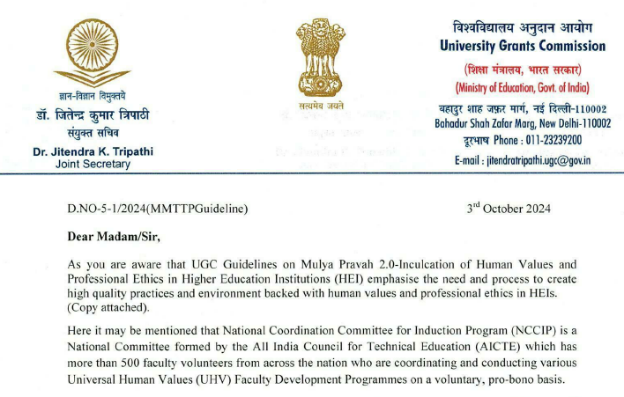 ज्ञान-विज्ञान विमुक्तये
डॉ. जितेन्द्र कुमार त्रिपाठी
संयुक्त सचिव
Dr. Jitendra K. Tripathi
Joint Secretary
सत्यमेव जयते
विश्वविद्यालय अनुदान आयोग
University Grants Commission
(शिक्षा मंत्रालय, भारत सरकार)
(Ministry of Education, Govt. of India)
बहादुर शाह ज़फ़र मार्ग, नई दिल्ली-110002
Bahadur Shah Zafar Marg, New Delhi-110002
दूरभाष Phone : 011-23239200
E-mail : jitendratripathi.ugc@gov.in
D.NO-5-1/2024(MMTTPGuideline)
3rd October 2024
Dear Madam/Sir,
As you are aware that UGC Guidelines on Mulya Pravah 2.0-Inculcation of Human Values and
Professional Ethics in Higher Education Institutions (HEI) emphasise the need and process to create
high quality practices and environment backed with human values and professional ethics in HEIs.
(Copy attached).
Here it may be mentioned that National Coordination Committee for Induction Program (NCCIP) is a
National Committee formed by the All India Council for Technical Education (AICTE) which has
more than 500 faculty volunteers from across the nation who are coordinating and conducting various
Universal Human Values (UHV) Faculty Development Programmes on a voluntary, pro-bono basis.